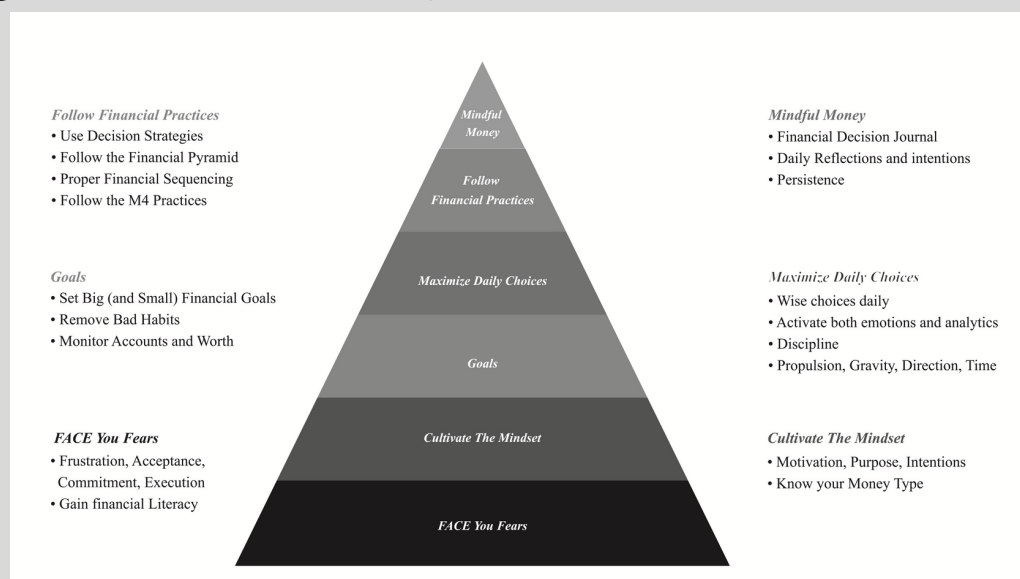 Follow Financial Practices
• Use Decision Strategies
• Follow the Financial Pyramid
• Proper Financial Sequencing
• Follow the M4 Practices
Goals
• Set Big (and Small) Financial Goals
• Remove Bad Habits
• Monitor Accounts and Worth
FACE You Fears
• Frustration, Acceptance,
Commitment, Execution
• Gain financial Literacy
Mindful
Money
Follow
Financial Practices
Maximize Daily Choices
Goals
Cultivate The Mindset
FACE You Fears
Mindful Money
• Financial Decision Journal
• Daily Reflections and intentions
• Persistence
Maximize Daily Choices
• Wise choices daily
• Activate both emotions and analytics
• Discipline
• Propulsion, Gravity, Direction, Time
Cultivate The Mindset
• Motivation, Purpose, Intentions
• Know your Money Type